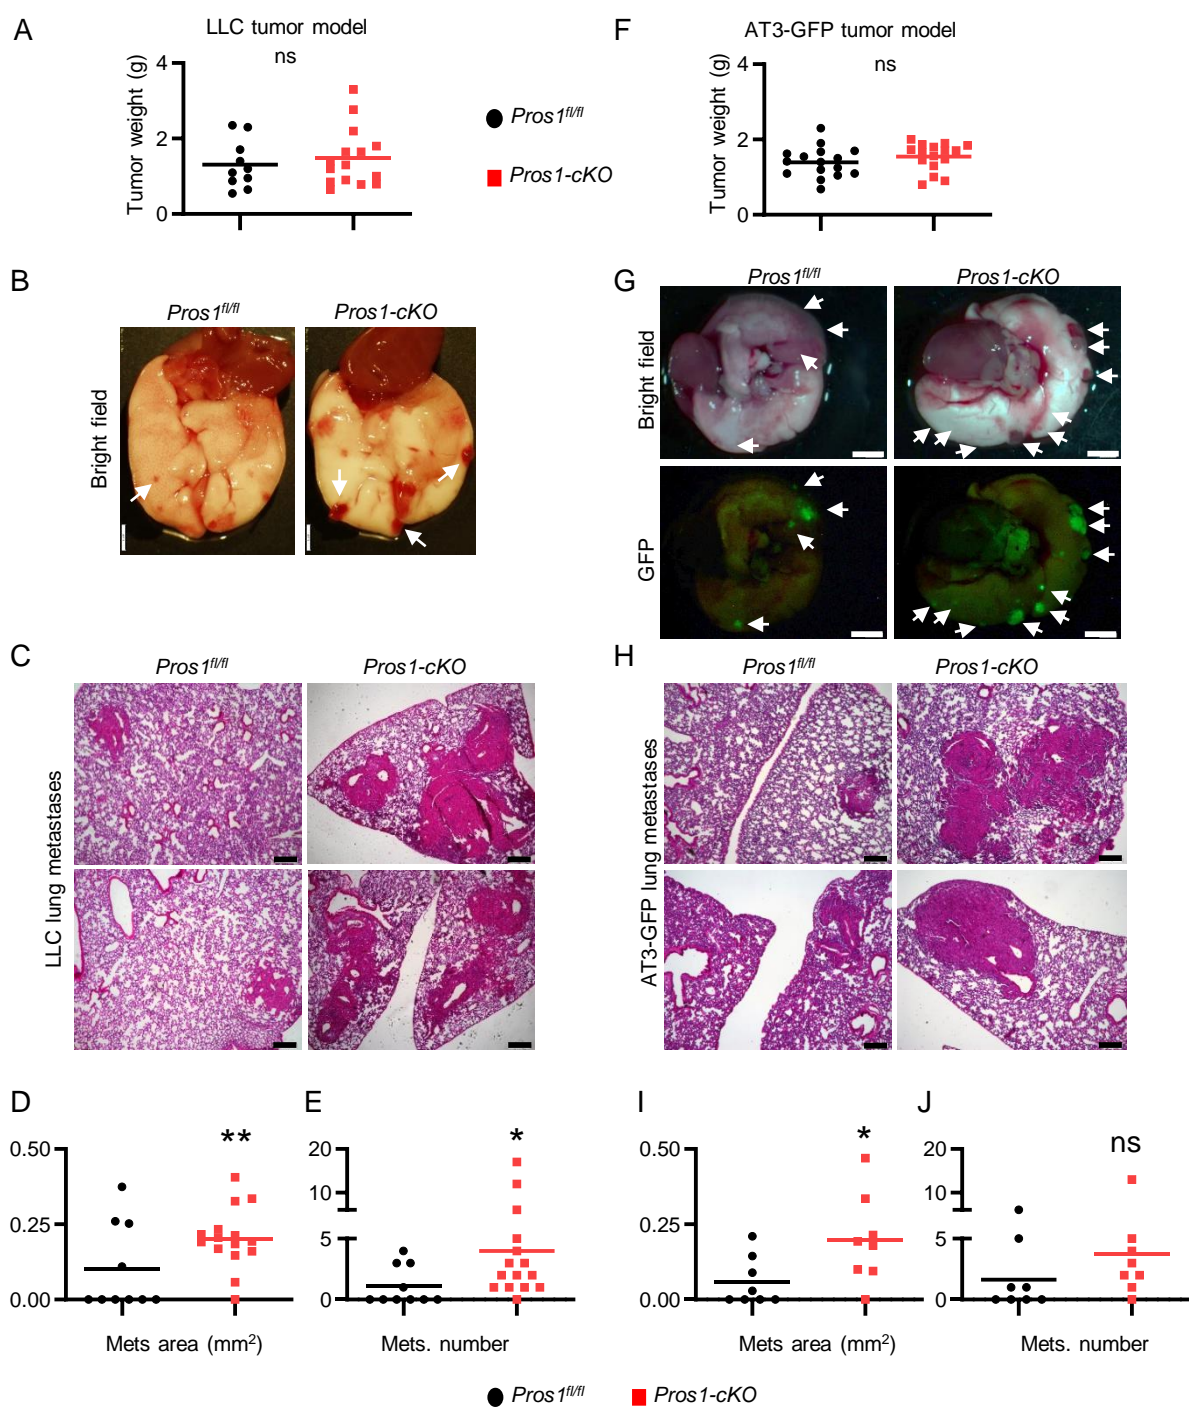 A
LLC tumor model
ns
Tumor weight (g)
4
2
0
Pros1fl/fl
Pros1-cKO
F
AT3-GFP tumor model
ns
Tumor weight (g)
4
2
0
B
Pros1fl/fl
Pros1-cKO
Bright field
G
Pros1fl/fl
Pros1-cKO
Bright field
GFP
C
Pros1fl/fl
Pros1-cKO
LLC lung metastases
H
Pros1fl/fl
Pros1-cKO
AT3-GFP lung metastases
D
**
0.50
0.25
0.00
Mets area (mm2)
E
*
20
10
5
0
Mets. number
I
*
0.50
0.25
0.00
Mets area (mm2)
J
ns
20
10
5
0
Mets. number
Pros1fl/fl
Pros1-cKO